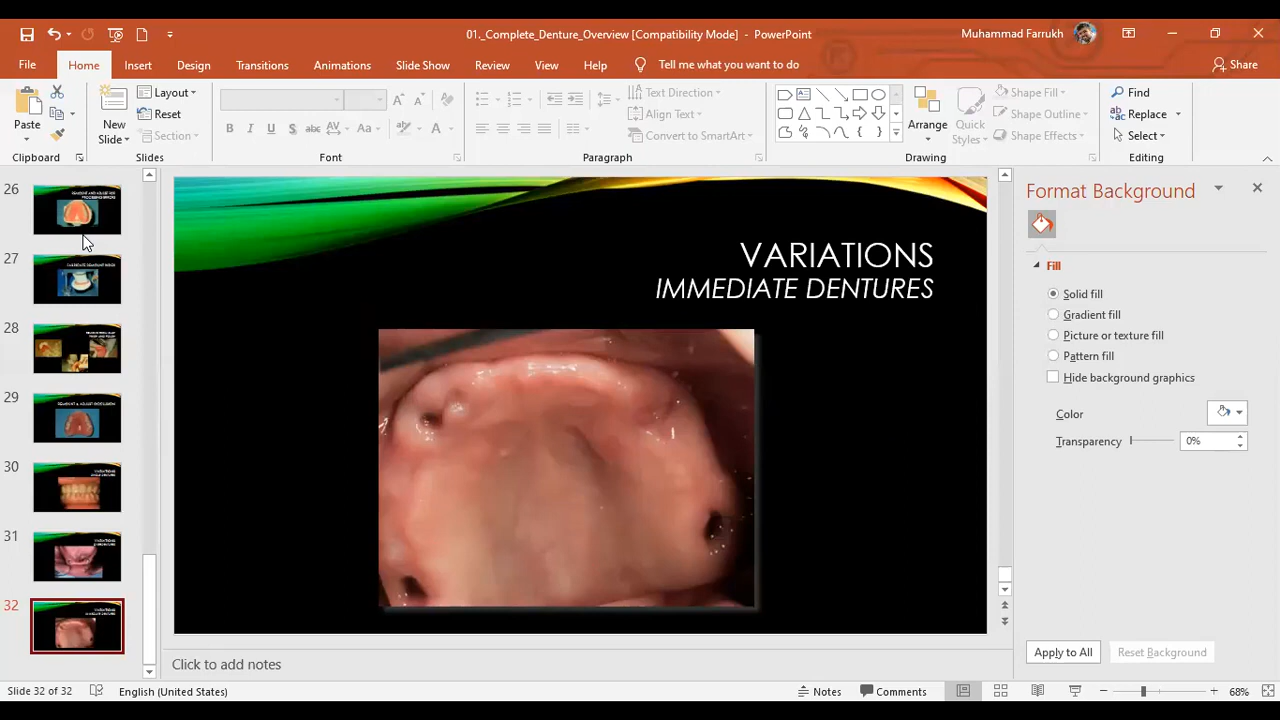 01._Complete_Denture_Overview [Compatibility Mode] - PowerPoint
Muhammad Farrukh
File Home Insert Design Transitions Animations Slide Show Review View Help Tell me what you want to do Share
Paste
New
Slides
Layout
Reset
Section
Text Direction
Align Text
Convert to SmartArt
Arrange
Quick
Styles
Shape Fill
Shape Outline
Shape Effects
Find
Replace
Select
Clipboard Slides Font Paragraph Drawing Editing
26
27
28
29
30
31
32
VARIATIONS
IMMEDIATE DENTURES
Click to add notes
Format Background
Fill
Solid fill
Gradient fill
Picture or texture fill
Pattern fill
Hide background graphics
Color
Transparency 0%
Apply to All Reset Background
Slide 32 of 32 English (United States) Notes Comments 68%